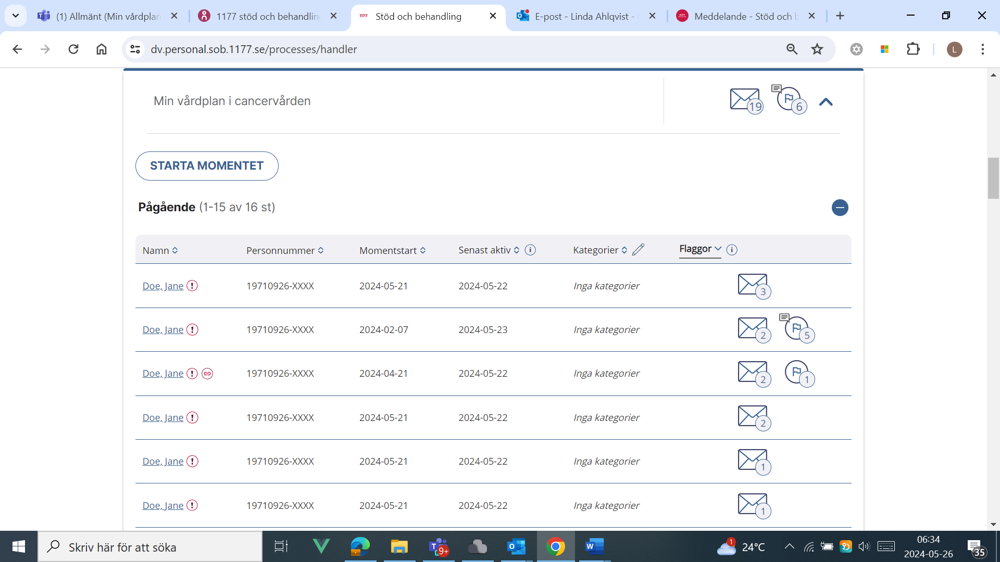 (1) Allmänt (Min vårdplan
1177 stöd och behandlin
1177 Stöd och behandling
E-post - Linda Ahlqvist -
Meddelande - Stöd och b
dv.personal.sob.1177.se/processes/handler
L
Min vårdplan i cancervården
19
6
STARTA MOMENTET
Pågående (1-15 av 16 st)
Namn Personnummer Momentstart Senast aktiv i Kategorier Flaggor i
Doe, Jane ! 19710926-XXXX 2024-05-21 2024-05-22 Inga kategorier 3
Doe, Jane ! 19710926-XXXX 2024-02-07 2024-05-23 Inga kategorier 2 5
Doe, Jane ! 19710926-XXXX 2024-04-21 2024-05-22 Inga kategorier 2 1
Doe, Jane ! 19710926-XXXX 2024-05-21 2024-05-22 Inga kategorier 2
Doe, Jane ! 19710926-XXXX 2024-05-21 2024-05-22 Inga kategorier 1
Doe, Jane ! 19710926-XXXX 2024-05-21 2024-05-22 Inga kategorier 1
Skriv här för att söka
9+
1
24°C
06:34
2024-05-26
35